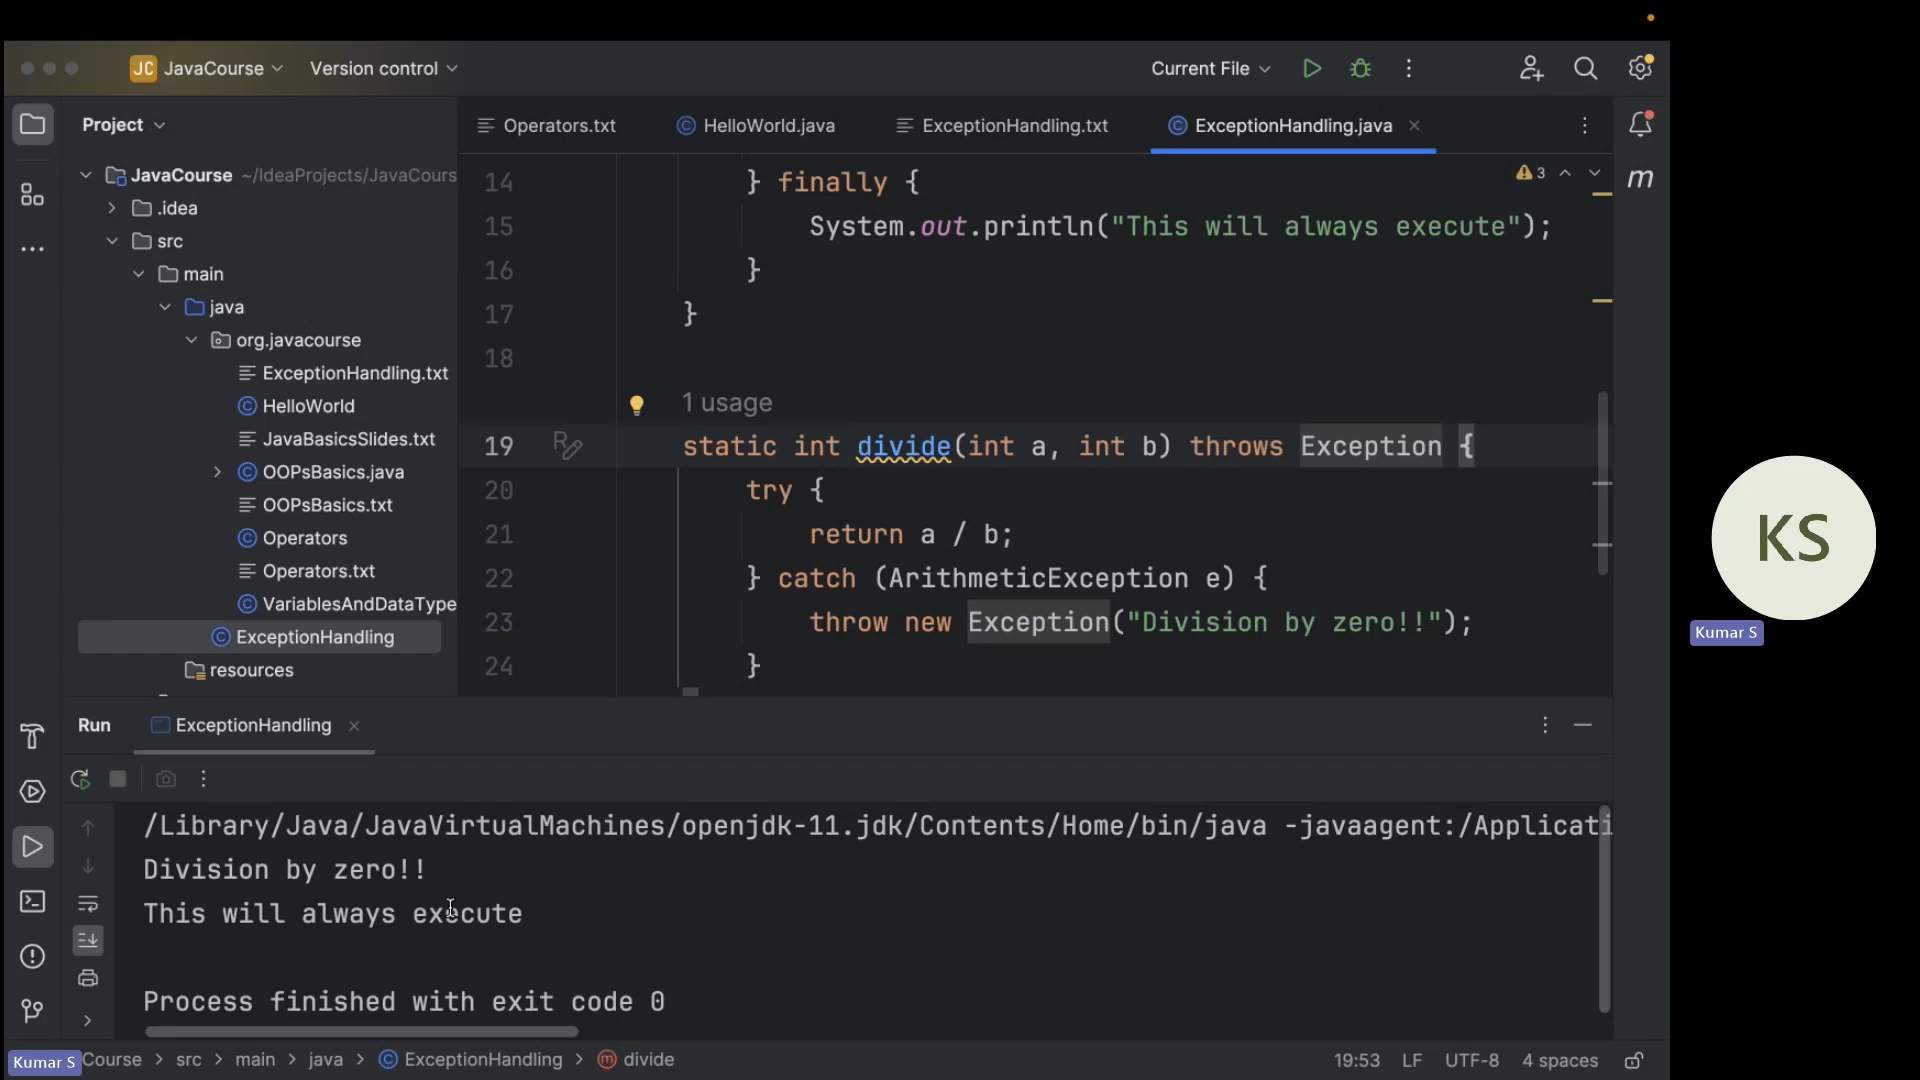 JC JavaCourse Version control Current File
Project
Operators.txt HelloWorld.java ExceptionHandling.txt ExceptionHandling.java
JavaCourse ~/IdeaProjects/JavaCours
.idea
src
main
java
org.javacourse
ExceptionHandling.txt
HelloWorld
JavaBasicsSlides.txt
OOPsBasics.java
OOPsBasics.txt
Operators
Operators.txt
VariablesAndDataType
ExceptionHandling
resources
3
m
14 } finally {
15 System.out.println("This will always execute");
16 }
17 }
18
1 usage
19 static int divide(int a, int b) throws Exception {
20 try {
21 return a / b;
22 } catch (ArithmeticException e) {
23 throw new Exception("Division by zero!!");
24 }
KS
Kumar S
Run ExceptionHandling
/Library/Java/JavaVirtualMachines/openjdk-11.jdk/Contents/Home/bin/java -javaagent:/Applicati
Division by zero!!
This will always execute
Process finished with exit code 0
Kumar S Course > src > main > java > ExceptionHandling > divide 19:53 LF UTF-8 4 spaces